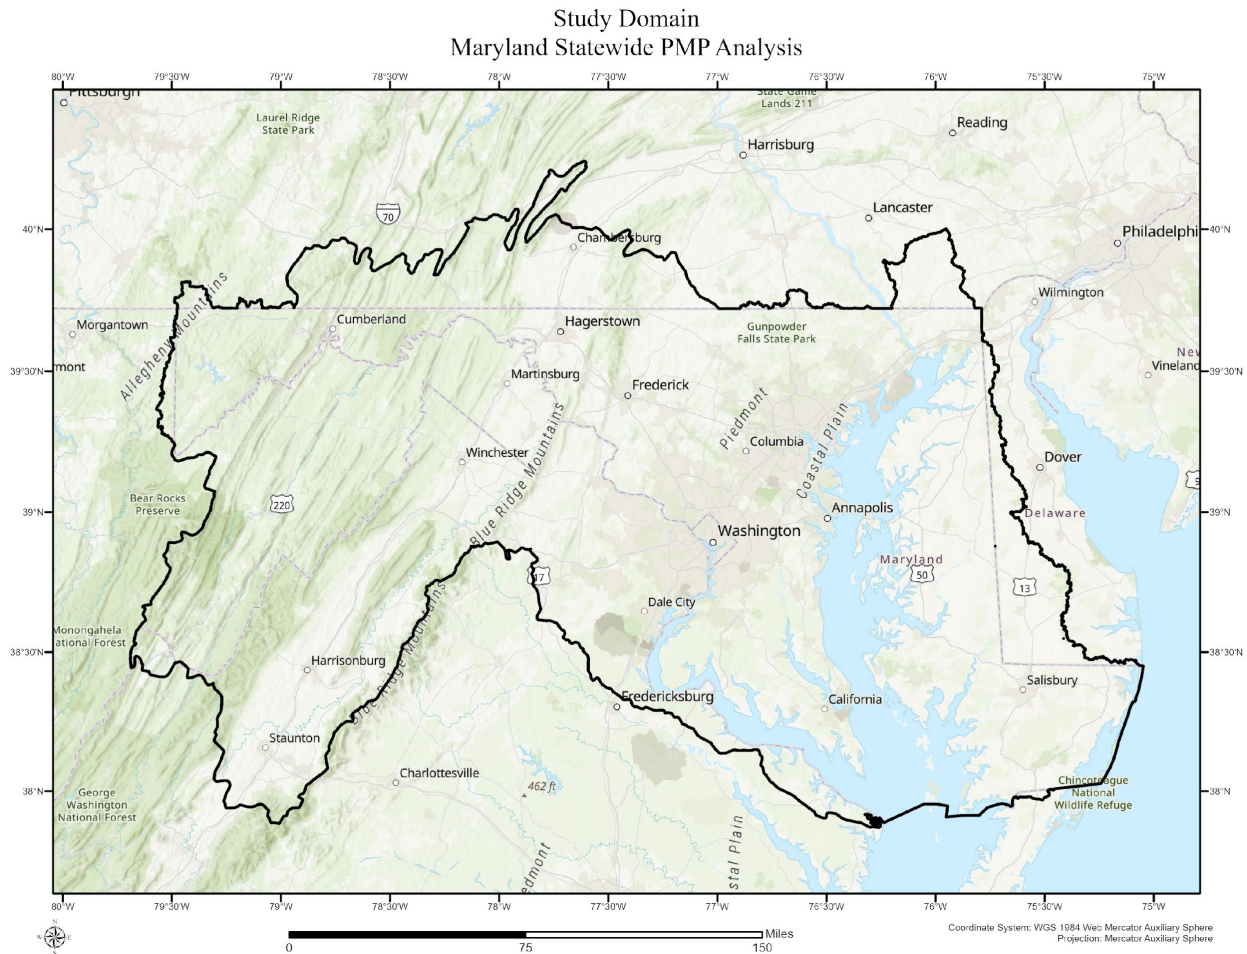 Study Domain
Maryland Statewide PMP Analysis
80°W 79°30'W 79°W 78°30'W 78°W 77°30'W 77°W 76°30'W 76°W 75°30'W 75°W
Pittsburgh
State Game
Lands 211
Laurel Ridge
State Park
Reading
Harrisburg
Lancaster
70
40°N
40°N
Philadelphi
Chambersburg
Wilmington
Allegheny Mountains
Morgantown
Cumberland
Hagerstown
Gunpowder
Falls State Park
mont
New
Vineland
39°30'N
39°30'N
Martinsburg
Frederick
Piedmont
Coastal Plain
Columbia
Winchester
Dover
Blue Ridge Mountains
Bear Rocks
Preserve
220
9
39°N
39°N
Annapolis
Delaware
Washington
Maryland
50
17
13
Dale City
Monongahela
ational Forest
38°30'N
38°30'N
Harrisonburg
Blue Ridge Mountains
Salisbury
Fredericksburg
California
Staunton
Charlottesville
462 ft
George
Washington
National Forest
Chincoteague
National
Wildlife Refuge
38°N
38°N
edmont
stal Plain
80°W 79°30'W 79°W 78°30'W 78°W 77°30'W 77°W 76°30'W 76°W 75°30'W 75°W
N
W E
S
Miles
0 75 150
Coordinate System: WGS 1984 Web Mercator Auxiliary Sphere
Projection: Mercator Auxiliary Sphere